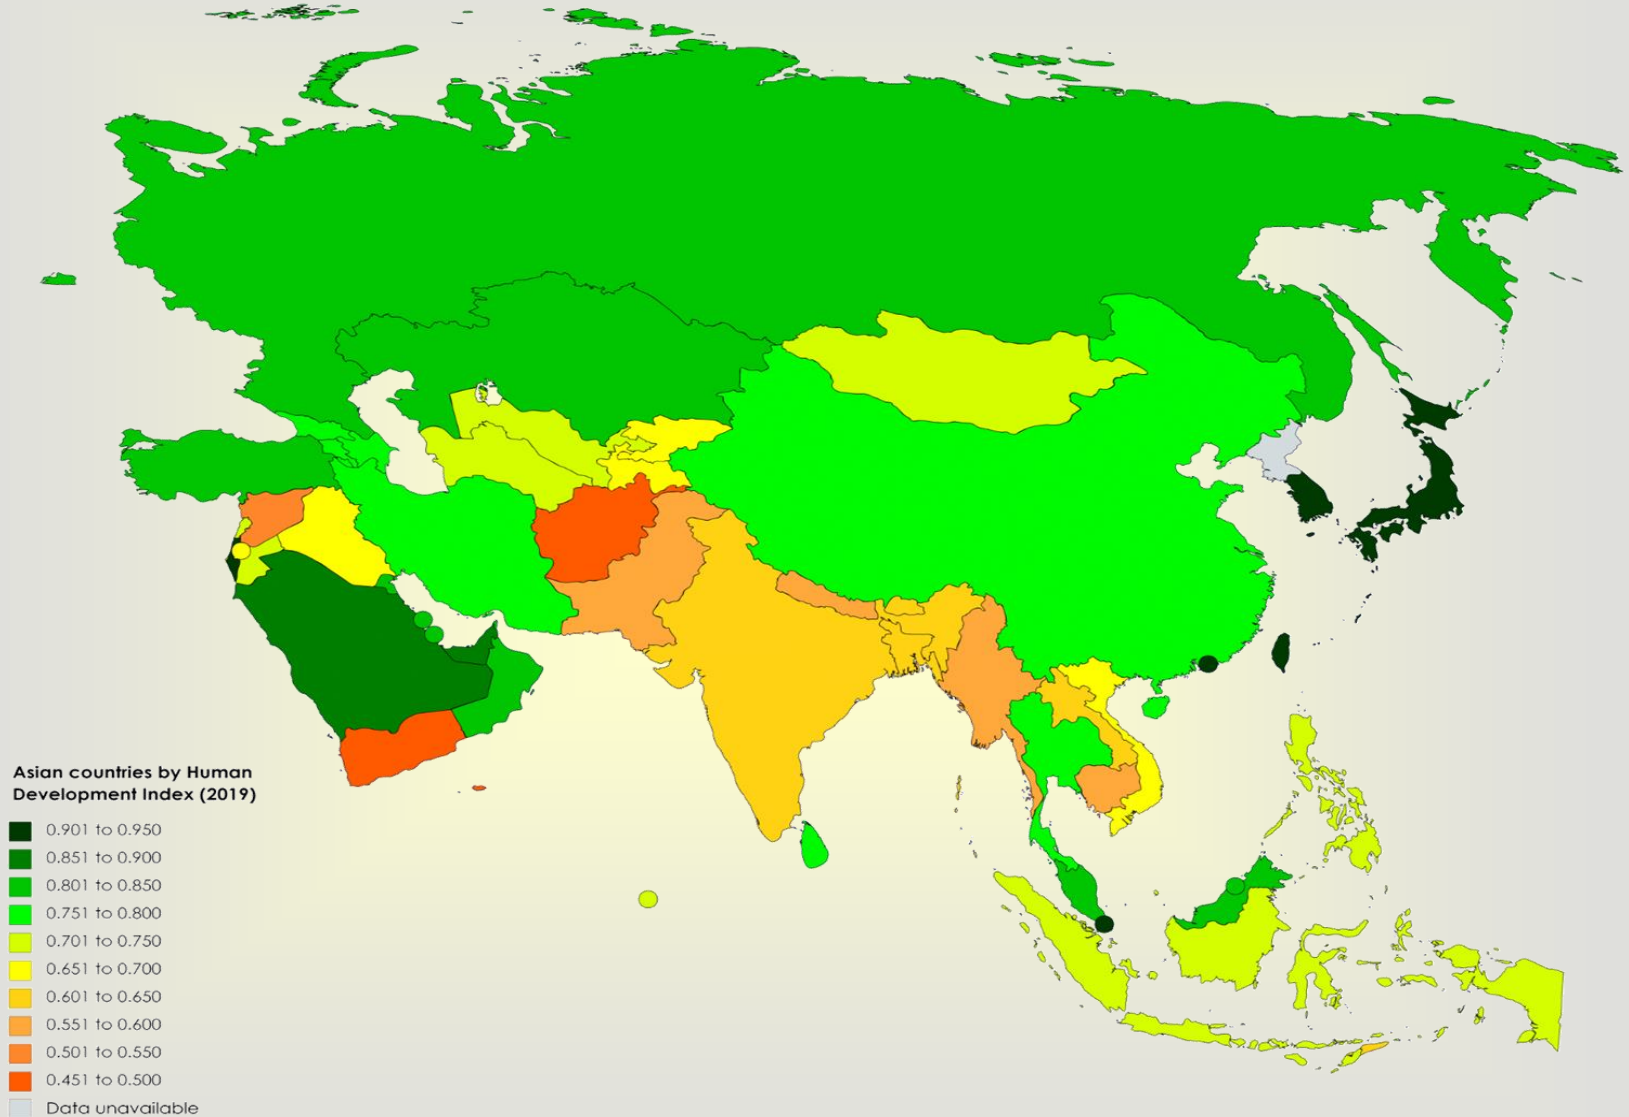 Asian countries by Human
Development Index (2019)
0.901 to 0.950
0.851 to 0.900
0.801 to 0.850
0.751 to 0.800
0.701 to 0.750
0.651 to 0.700
0.601 to 0.650
0.551 to 0.600
0.501 to 0.550
0.451 to 0.500
Data unavailable